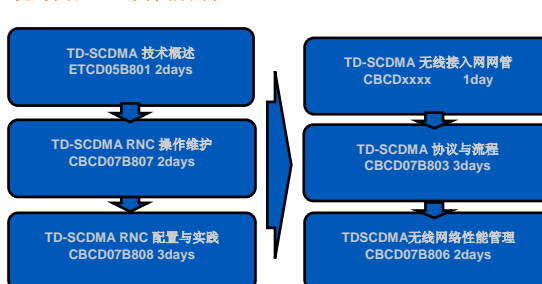 TD-SCDMA 技术概述
ETCD05B801 2days
TD-SCDMA RNC 操作维护
CBCD07B807 2days
TD-SCDMA RNC 配置与实践
CBCD07B808 3days
TD-SCDMA 无线接入网网管
CBCDxxxx 1day
TD-SCDMA 协议与流程
CBCD07B803 3days
TDSCDMA无线网络性能管理
CBCD07B806 2days